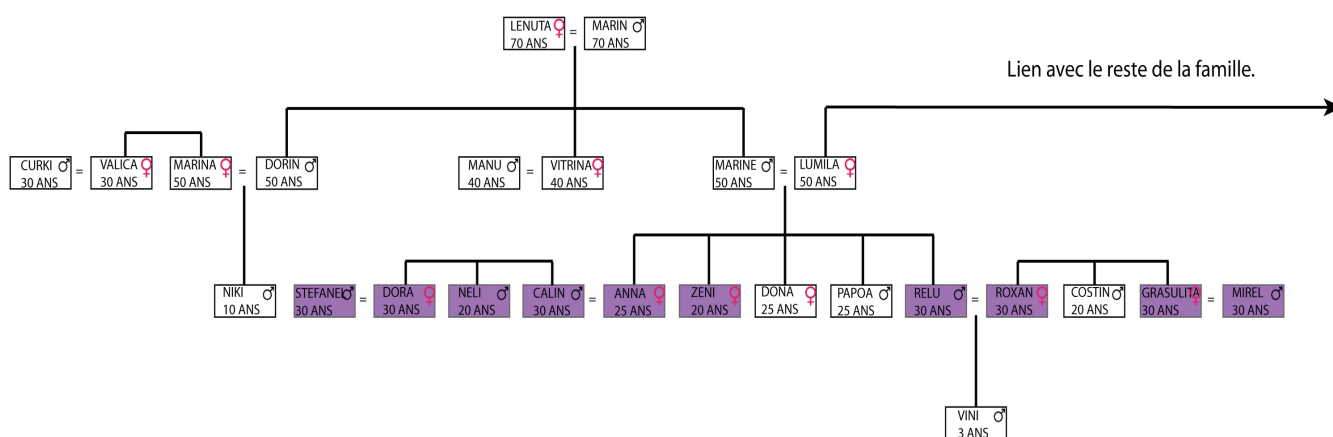 LENUTA
70 ANS
=
MARIN
70 ANS
Lien avec le reste de la famille.
CURKI
30 ANS
=
VALICA
30 ANS
MARINA
50 ANS
=
DORIN
50 ANS
MANU
40 ANS
=
VITRINA
40 ANS
MARINE
50 ANS
=
LUMILA
50 ANS
NIKI
10 ANS
STEFANEL
30 ANS
=
DORA
30 ANS
NELI
20 ANS
CALIN
30 ANS
=
ANNA
25 ANS
ZENI
20 ANS
DONA
25 ANS
PAPOA
25 ANS
RELU
30 ANS
=
ROXAN
30 ANS
COSTIN
20 ANS
GRASULITA
30 ANS
=
MIREL
30 ANS
VINI
3 ANS